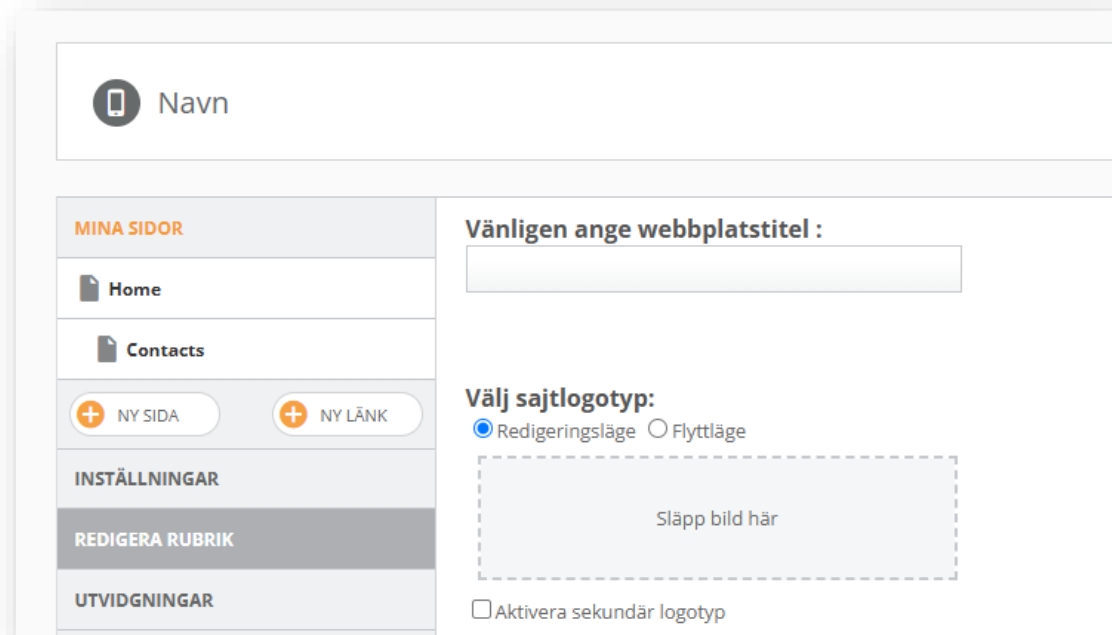 Navn
MINA SIDOR
Home
Contacts
NY SIDA
NY LÄNK
INSTÄLLNINGAR
REDIGERA RUBRIK
UTVIDGNINGAR
Vänligen ange webbplatstitel :
Välj sajtlogotyp:
Redigeringsläge Flyttläge
Släpp bild här
Aktivera sekundär logotyp